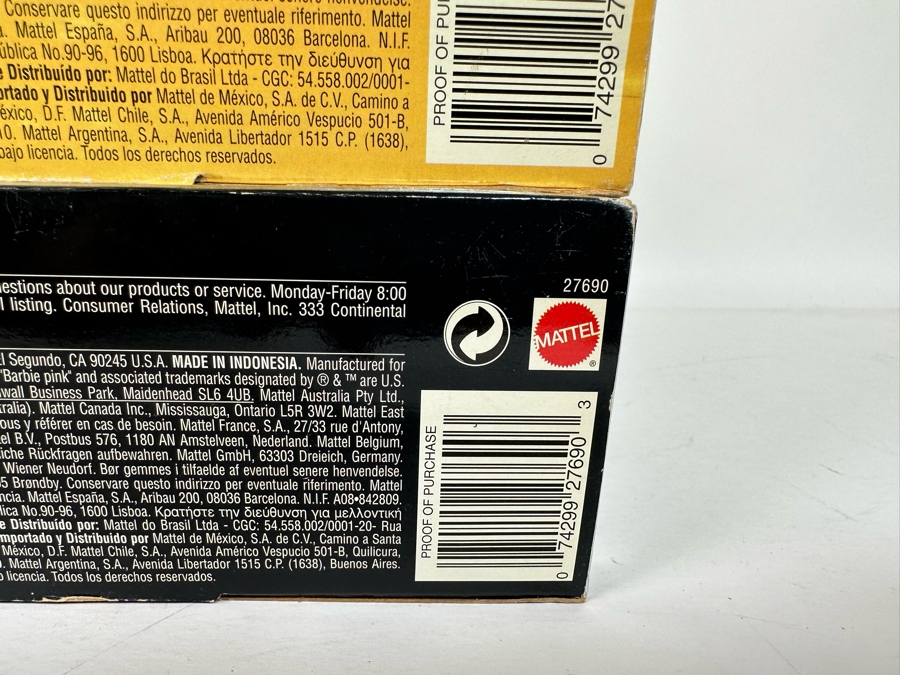 Conservare questo indirizzo per eventuale riferimento. Mattel
Mattel España, S.A., Aribau 200, 08036 Barcelona. N.I.F.
No.90-96, 1600 Lisboa. Κρατήστε την διεύθυνση για
e Distribuído por: Mattel do Brasil Ltda - CGC: 54.558.002/0001-
ortado y Distribuido por Mattel de México, S.A. de C.V., Camino a
éxico, D.F. Mattel Chile, S.A., Avenida Américo Vespucio 501-B,
0. Mattel Argentina, S.A., Avenida Libertador 1515 C.P. (1638),
bajo licencia. Todos los derechos reservados.
PROOF OF PU
0 74299 27
estions about our products or service. Monday-Friday 8:00
listing. Consumer Relations, Mattel, Inc. 333 Continental
27690
MATTEL
®
l Segundo, CA 90245 U.S.A. MADE IN INDONESIA. Manufactured for
"Barbie pink" and associated trademarks designated by ® & ™ are U.S.
wall Business Park, Maidenhead SL6 4UB. Mattel Australia Pty Ltd.,
ralia). Mattel Canada Inc., Mississauga, Ontario L5R 3W2. Mattel East
ous y référer en cas de besoin. Mattel France, S.A., 27/33 rue d'Antony,
el B.V., Postbus 576, 1180 AN Amstelveen, Nederland. Mattel Belgium,
iche Rückfragen aufbewahren. Mattel GmbH, 63303 Dreieich, Germany.
Wiener Neudorf. Bør gemmes i tilfaelde af eventuel senere henvendelse.
5 Brøndby. Conservare questo indirizzo per eventuale riferimento. Mattel
ncia. Mattel España, S.A., Aribau 200, 08036 Barcelona. N.I.F. A08•842809.
lica No.90-96, 1600 Lisboa. Κρατήστε την διεύθυνση για μελλοντική
e Distribuído por: Mattel do Brasil Ltda - CGC: 54.558.002/0001-20- Rua
mportado y Distribuido por Mattel de México, S.A. de C.V., Camino a Santa
México, D.F. Mattel Chile, S.A., Avenida Américo Vespucio 501-B, Quilicura,
. Mattel Argentina, S.A., Avenida Libertador 1515 C.P. (1638), Buenos Aires.
o licencia. Todos los derechos reservados.
PROOF OF PURCHASE
0 74299 27690 3